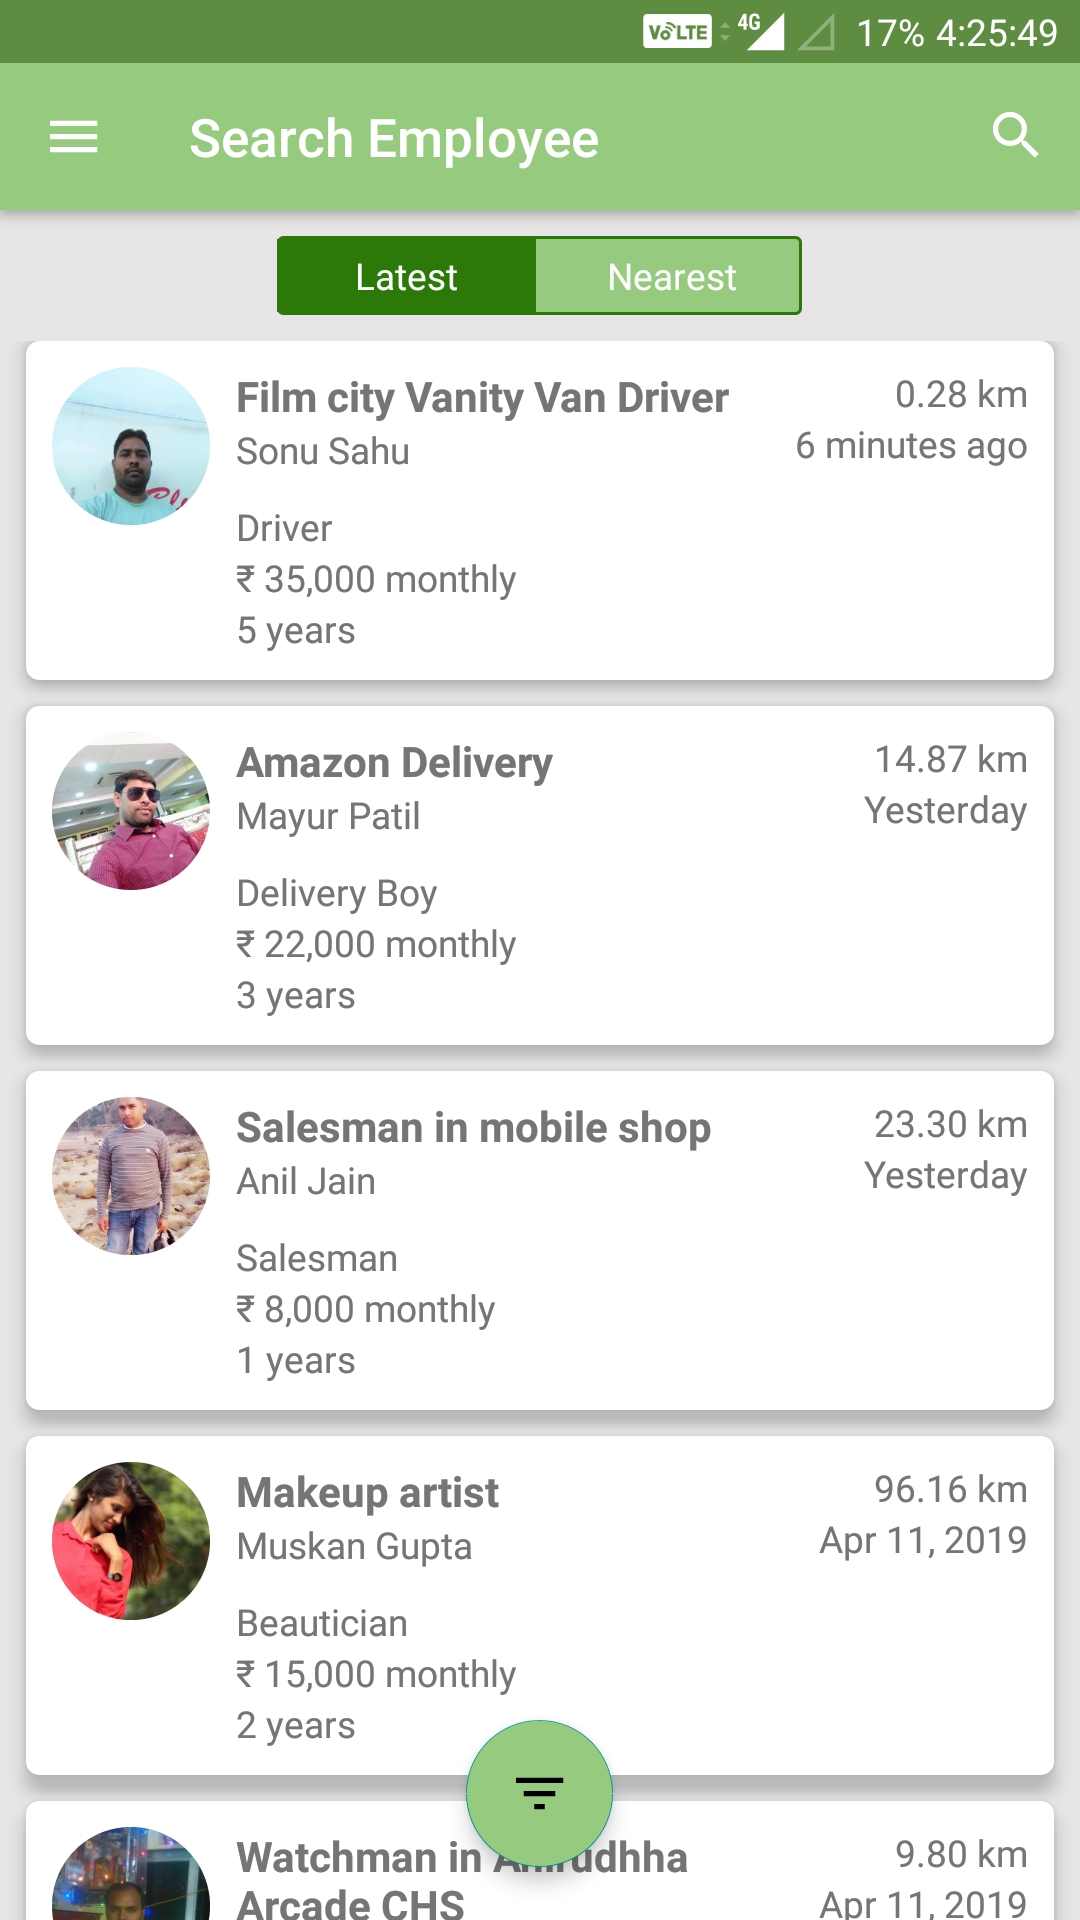 VoLTE 4G 17% 4:25:49
Search Employee
Latest Nearest
Film city Vanity Van Driver 0.28 km
Sonu Sahu 6 minutes ago
Driver
₹ 35,000 monthly
5 years
Amazon Delivery 14.87 km
Mayur Patil Yesterday
Delivery Boy
₹ 22,000 monthly
3 years
Salesman in mobile shop 23.30 km
Anil Jain Yesterday
Salesman
₹ 8,000 monthly
1 years
Makeup artist 96.16 km
Muskan Gupta Apr 11, 2019
Beautician
₹ 15,000 monthly
2 years
Watchman in Anirudhha 9.80 km
Arcade CHS Apr 11, 2019